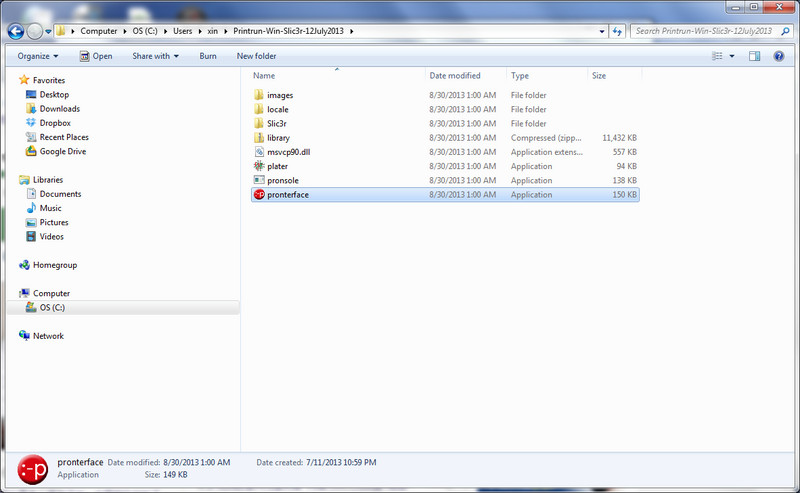 Computer ▸ OS (C:) ▸ Users ▸ xin ▸ Printrun-Win-Slic3r-12July2013 ▸ Search Printrun-Win-Slic3r-12July2013
Organize Open Share with Burn New folder
Name Date modified Type Size
Favorites
Desktop
Downloads
Dropbox
Recent Places
Google Drive
Libraries
Documents
Music
Pictures
Videos
Homegroup
Computer
OS (C:)
Network
images 8/30/2013 1:00 AM File folder
locale 8/30/2013 1:00 AM File folder
Slic3r 8/30/2013 1:00 AM File folder
library 8/30/2013 1:00 AM Compressed (zipp... 11,432 KB
msvcp90.dll 8/30/2013 1:00 AM Application exten... 557 KB
plater 8/30/2013 1:00 AM Application 94 KB
pronsole 8/30/2013 1:00 AM Application 138 KB
pronterface 8/30/2013 1:00 AM Application 150 KB
:-p
pronterface Date modified: 8/30/2013 1:00 AM Date created: 7/11/2013 10:59 PM
Application Size: 149 KB